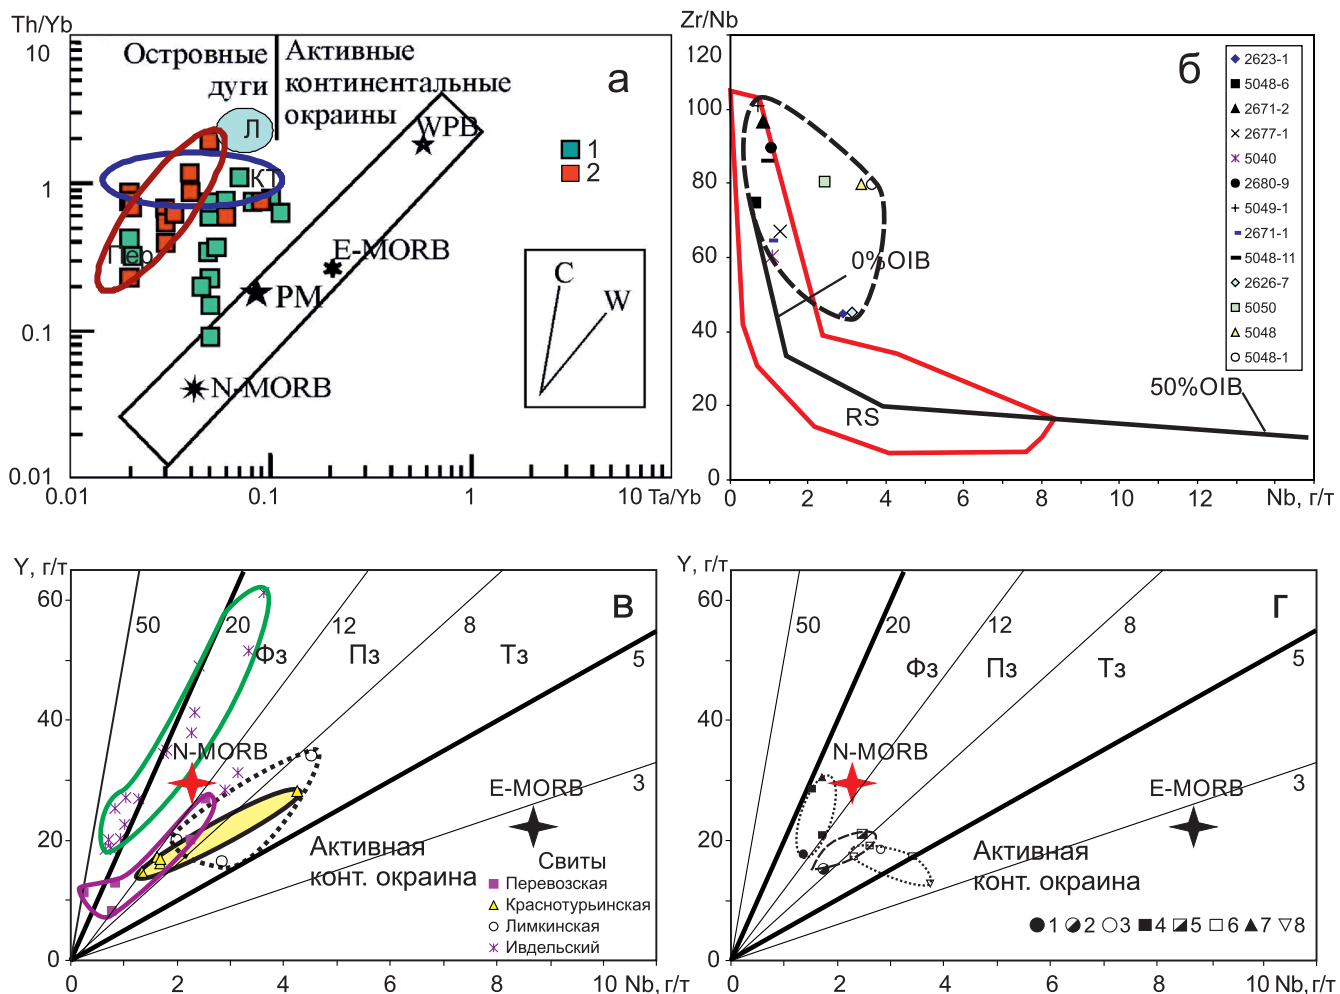 Th/Yb
10
1
0.1
0.01
Островные
дуги
Активные
континентальные
окраины
а
Л
WPB
1
2
КТ
Пер
E-MORB
PM
N-MORB
C
W
0.01
0.1
1
10
Ta/Yb
Zr/Nb
120
100
80
60
40
20
0
б
2623-1
5048-6
2671-2
2677-1
5040
2680-9
5049-1
2671-1
5048-11
2626-7
5050
5048
5048-1
0%OIB
50%OIB
RS
0
2
4
6
8
10
12
Nb, г/т
Y, г/т
60
40
20
0
в
50
20
12
8
5
3
Фз
Пз
Тз
N-MORB
E-MORB
Активная
конт. окраина
Свиты
Перевозская
Краснотурьинская
Лимкинская
Ивдельский
0
2
4
6
8
10
Nb, г/т
Y, г/т
60
40
20
0
г
50
20
12
8
5
3
Фз
Пз
Тз
N-MORB
E-MORB
Активная
конт. окраина
1 2 3 4 5 6 7 8
0
2
4
6
8
10
Nb, г/т